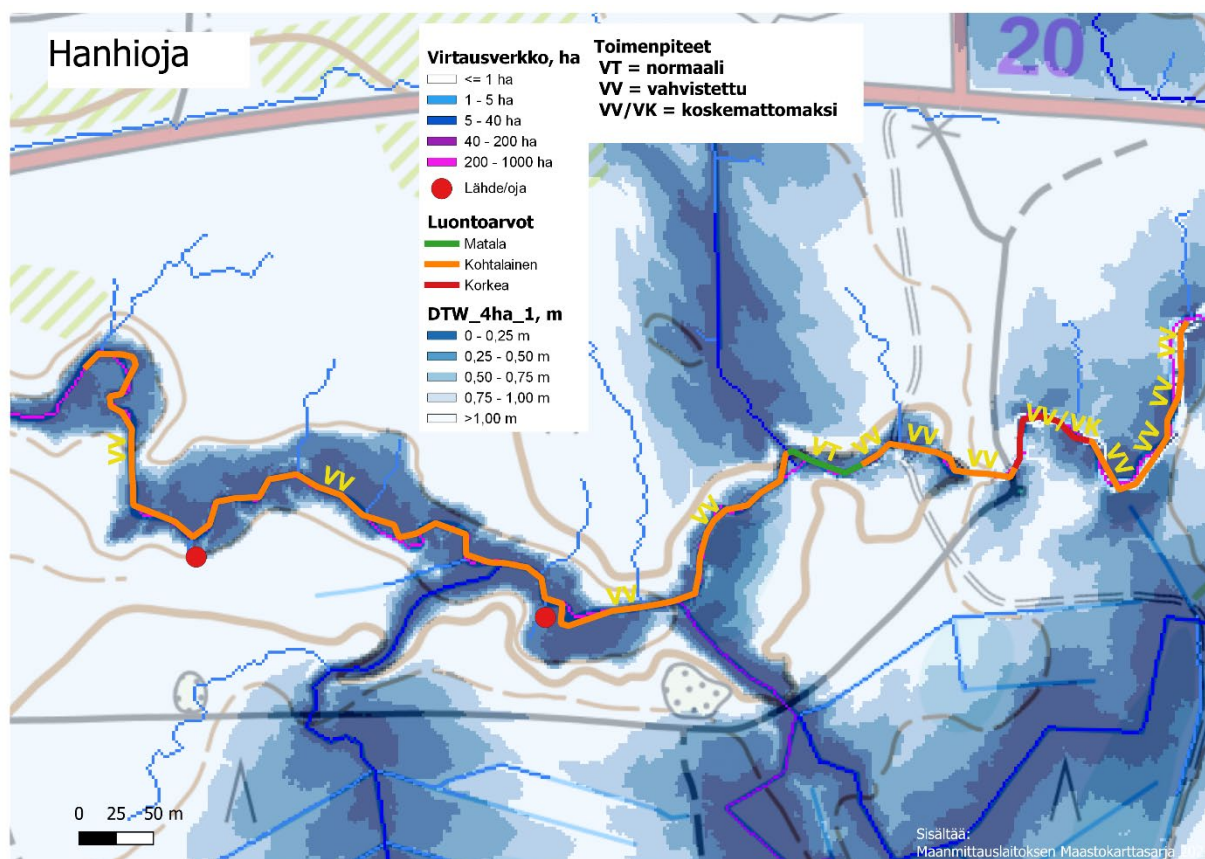 Hanhioja
Virtausverkko, ha
<= 1 ha
1 - 5 ha
5 - 40 ha
40 - 200 ha
200 - 1000 ha
Lähde/oja
Luontoarvot
Matala
Kohtalainen
Korkea
DTW_4ha_1, m
0 - 0,25 m
0,25 - 0,50 m
0,50 - 0,75 m
0,75 - 1,00 m
>1,00 m
Toimenpiteet
VT = normaali
VV = vahvistettu
VV/VK = koskemattomaksi
20
VV
VV
VV
VV
VT
VV
VV
VV
VV/VK
VV
VV
VV
VV
0 25 50 m
Sisältää:
Maanmittauslaitoksen Maastokarttasarja